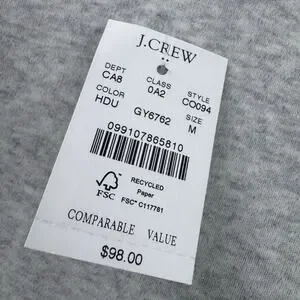 J.CREW
DEPT CLASS STYLE
CA8 0A2 CO094
COLOR SIZE
HDU GY6762 M
099107865810
FSC
RECYCLED
Paper
FSC® C117781
COMPARABLE VALUE
$98.00